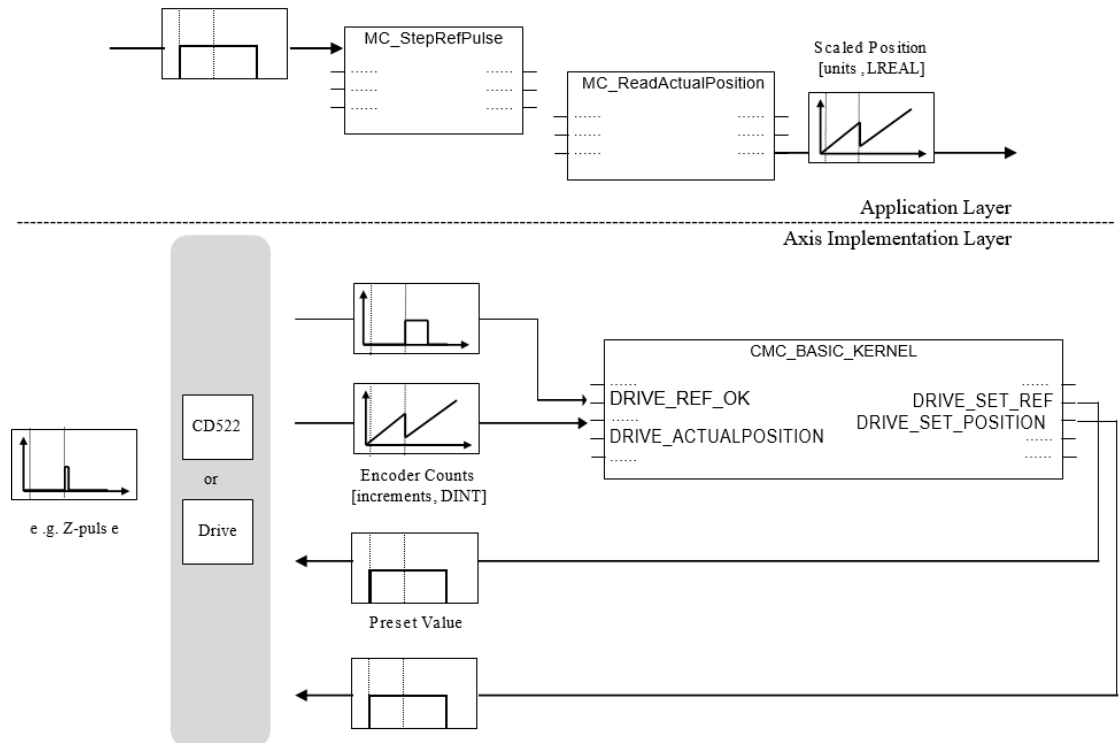 MC_StepRefPulse
Scaled Position
[units , LREAL]
MC_ReadActualPosition
Application Layer
Axis Implementation Layer
CMC_BASIC_KERNEL
DRIVE_REF_OK
DRIVE_SET_REF
DRIVE_ACTUALPOSITION
DRIVE_SET_POSITION
CD522
or
Drive
Encoder Counts
[increments, DINT]
e .g. Z-puls e
Preset Value